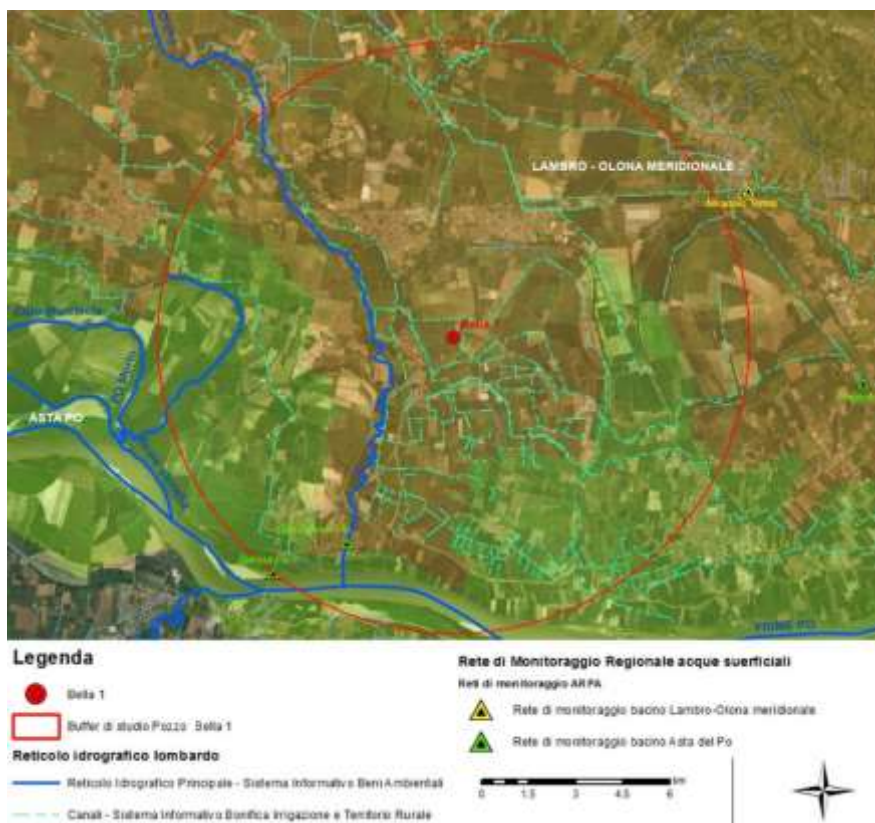 LAMBRO - OLONA MERIDIONALE
Bella
ASTA PO
FIUME PO
Legenda
Bella 1
Buffer di studio Pozzo Bella 1
Reticolo idrografico lombardo
Reticolo Idrografico Principale - Sistema Informativo Beni Ambientali
Canali - Sistema Informativo Bonifica Irrigazione e Territorio Rurale
Rete di Monitoraggio Regionale acque suerficiali
Reti di monitoraggio ARPA
Rete di monitoraggio bacino Lambro-Olona meridionale
Rete di monitoraggio bacino Asta del Po
km
0 1.5 3 4.5 6